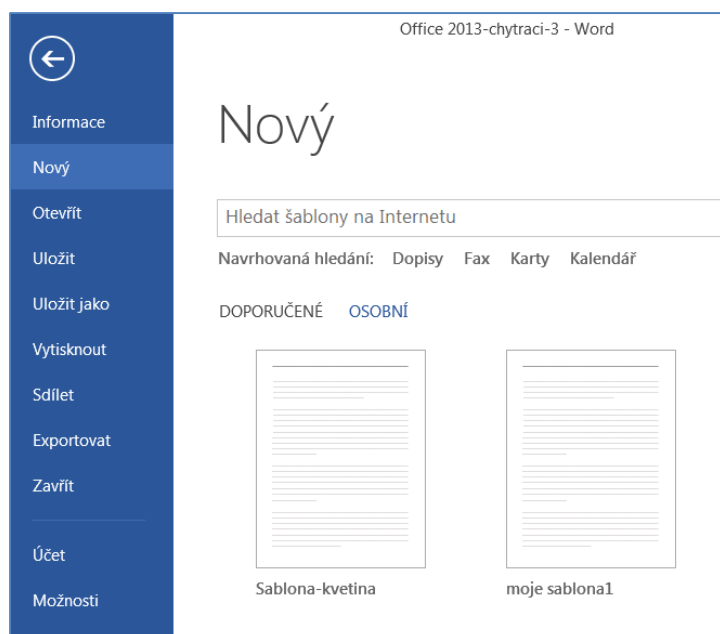 Office 2013-chytraci-3 - Word
Informace
Nový
Otevřít
Uložit
Uložit jako
Vytisknout
Sdílet
Exportovat
Zavřít
Účet
Možnosti
Nový
Hledat šablony na Internetu
Navrhovaná hledání: Dopisy Fax Karty Kalendář
DOPORUČENÉ OSOBNÍ
Sablona-kvetina moje sablona1